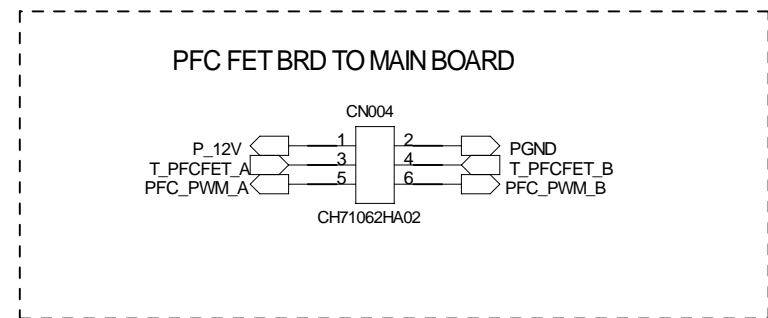 PFC FET BRD TO MAIN BOARD
CN004
P_12V 1 2 PGND
T_PFCFET_A 3 4 T_PFCFET_B
PFC_PWM_A 5 6 PFC_PWM_B
CH71062HA02